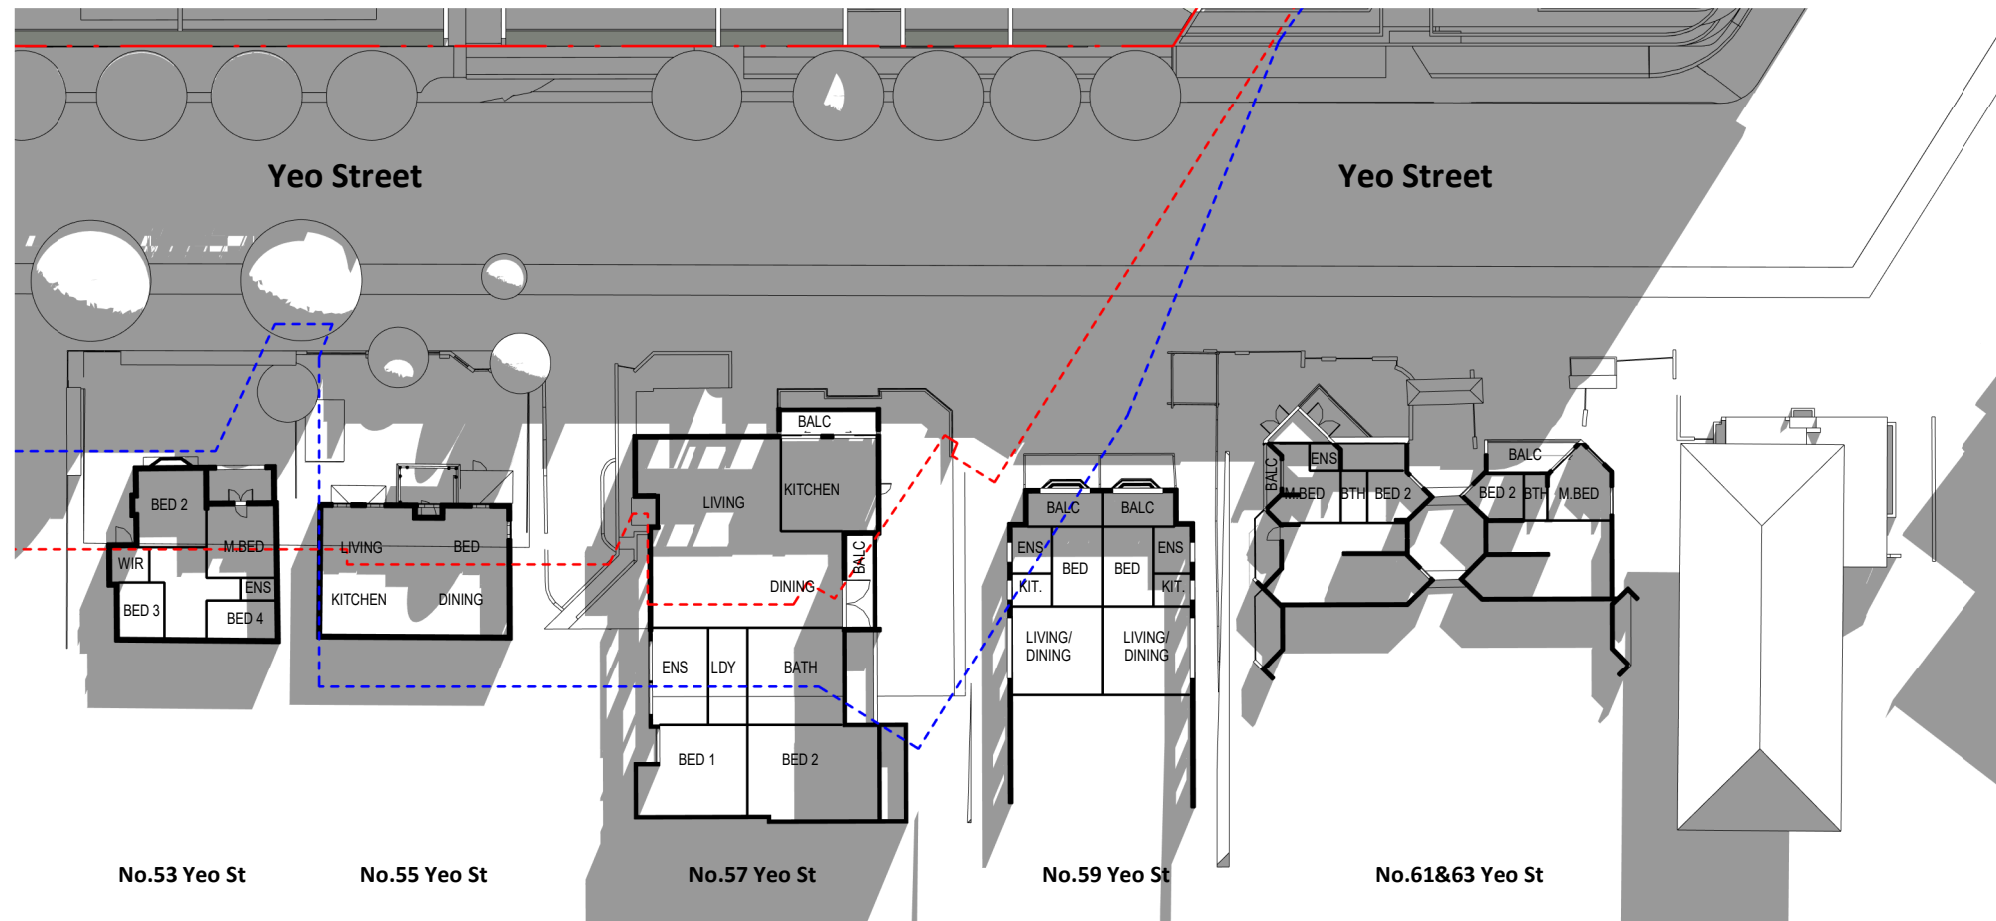 Yeo Street
Yeo Street
BED 2
M.BED
WIR
ENS
BED 3
BED 4
LIVING
BED
KITCHEN
DINING
BALC
KITCHEN
LIVING
BALC
DINING
ENS
LDY
BATH
BED 1
BED 2
BALC
BALC
ENS
ENS
BED
BED
KIT.
KIT.
LIVING/
DINING
LIVING/
DINING
BALC
ENS
M.BED
BTH
BED 2
BALC
BED 2
BTH
M.BED
No.53 Yeo St
No.55 Yeo St
No.57 Yeo St
No.59 Yeo St
No.61&63 Yeo St